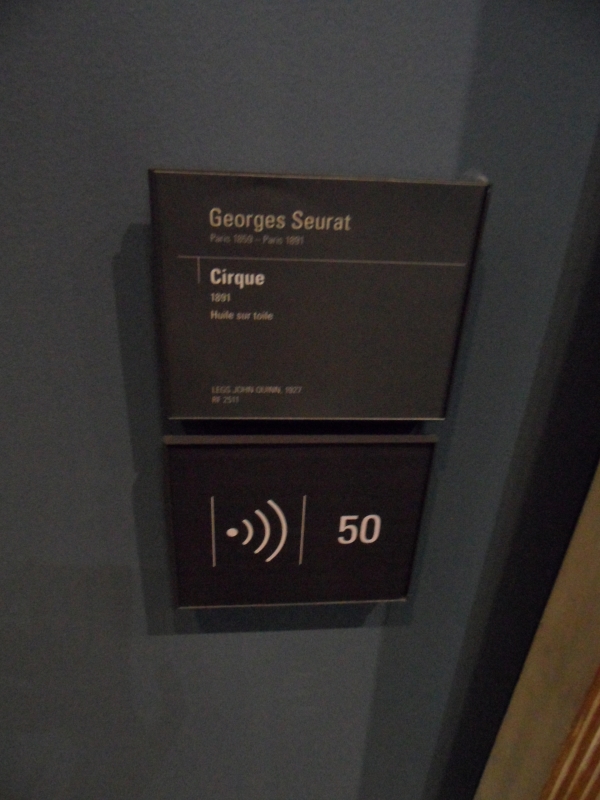 Georges Seurat
Paris 1859 - Paris 1891
Cirque
1891
Huile sur toile
LEGS JOHN QUINN, 1927
RF 2511
50